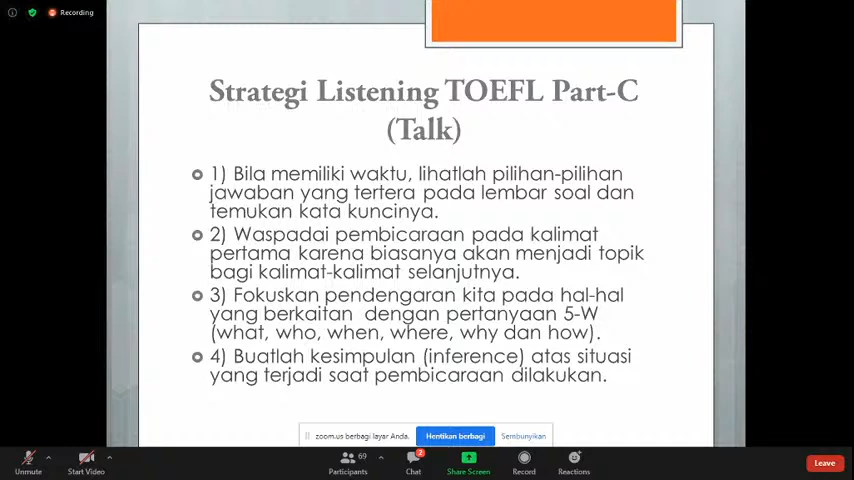 Recording
Strategi Listening TOEFL Part-C
(Talk)
1) Bila memiliki waktu, lihatlah pilihan-pilihan
jawaban yang tertera pada lembar soal dan
temukan kata kuncinya.
2) Waspadai pembicaraan pada kalimat
pertama karena biasanya akan menjadi topik
bagi kalimat-kalimat selanjutnya.
3) Fokuskan pendengaran kita pada hal-hal
yang berkaitan dengan pertanyaan 5-W
(what, who, when, where, why dan how).
4) Buatlah kesimpulan (inference) atas situasi
yang terjadi saat pembicaraan dilakukan.
zoom.us berbagi layar Anda. Hentikan berbagi Sembunyikan
69 2
Unmute Start Video Participants Chat Share Screen Record Reactions Leave